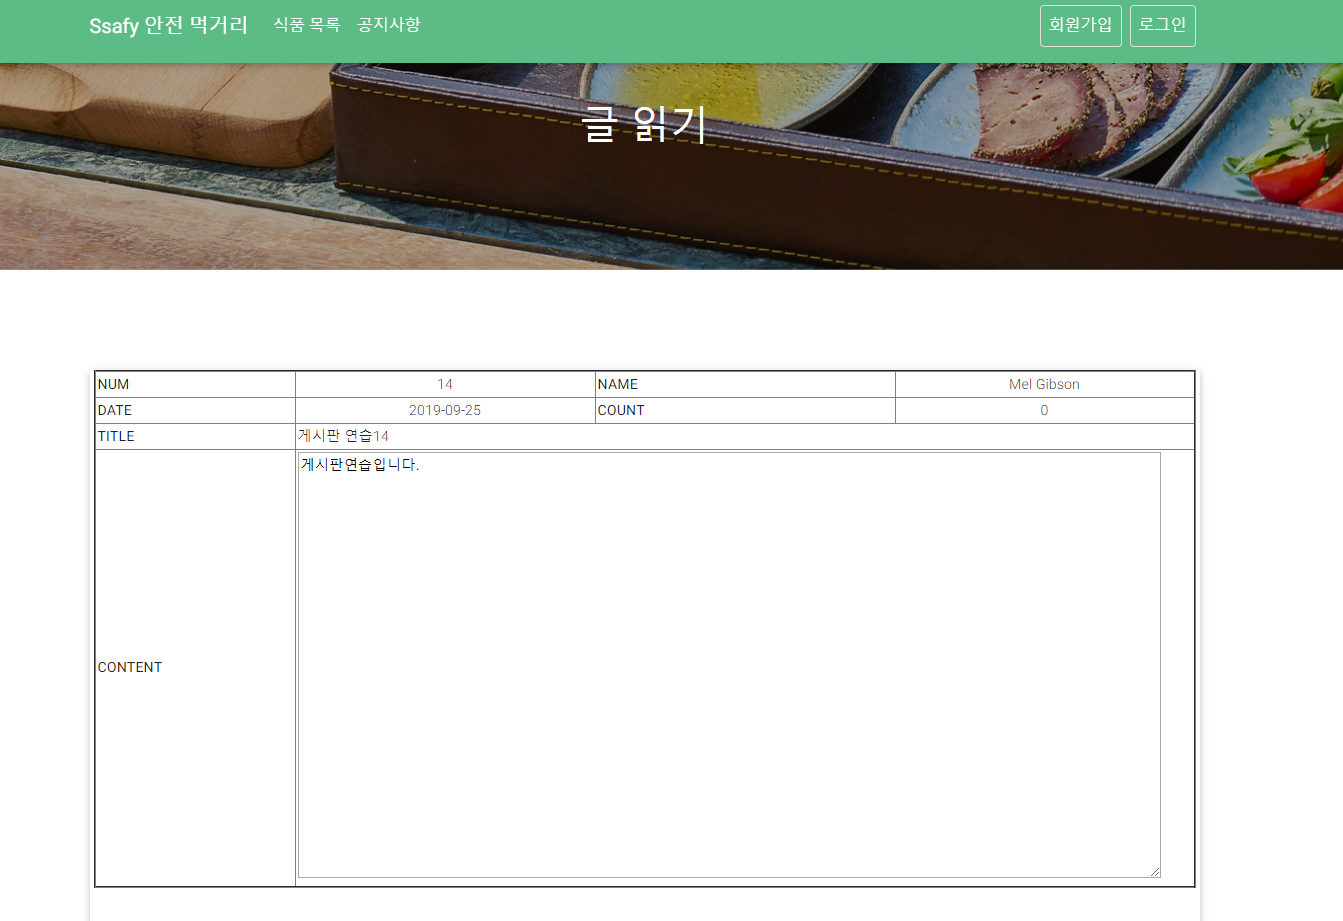 Ssafy 안전 먹거리 식품 목록 공지사항 회원가입 로그인
글 읽기
NUM 14 NAME Mel Gibson
DATE 2019-09-25 COUNT 0
TITLE 게시판 연습14
게시판연습입니다.
CONTENT